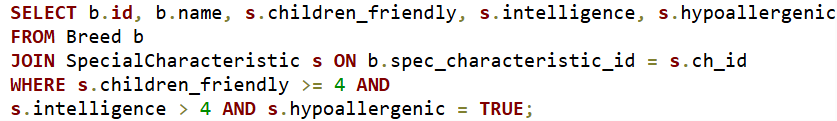 SELECT b.id, b.name, s.children_friendly, s.intelligence, s.hypoallergenic
FROM Breed b
JOIN SpecialCharacteristic s ON b.spec_characteristic_id = s.ch_id
WHERE s.children_friendly >= 4 AND
s.intelligence > 4 AND s.hypoallergenic = TRUE;